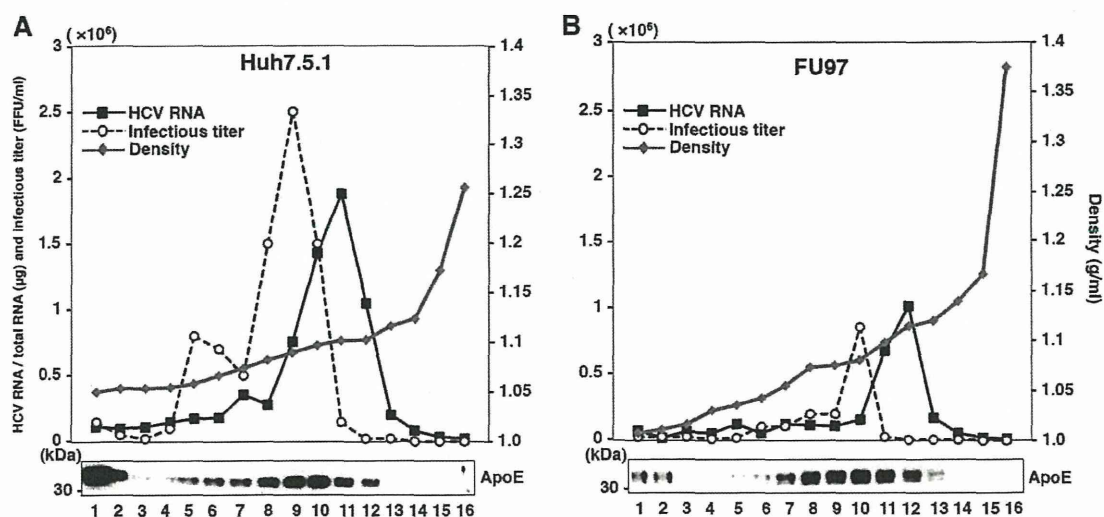 A
(×10⁶)
Huh7.5.1
HCV RNA / total RNA (µg) and Infectious titer (FFU/ml)
3
2.5
2
1.5
1
0.5
0
HCV RNA
Infectious titer
Density
1.4
1.35
1.3
1.25
1.2
1.15
1.1
1.05
1.0
(kDa)
30
ApoE
1 2 3 4 5 6 7 8 9 10 11 12 13 14 15 16
B
(×10⁶)
FU97
3
2.5
2
1.5
1
0.5
0
HCV RNA
Infectious titer
Density
1.4
1.35
1.3
1.25
1.2
1.15
1.1
1.05
1.0
Density (g/ml)
(kDa)
30
ApoE
1 2 3 4 5 6 7 8 9 10 11 12 13 14 15 16